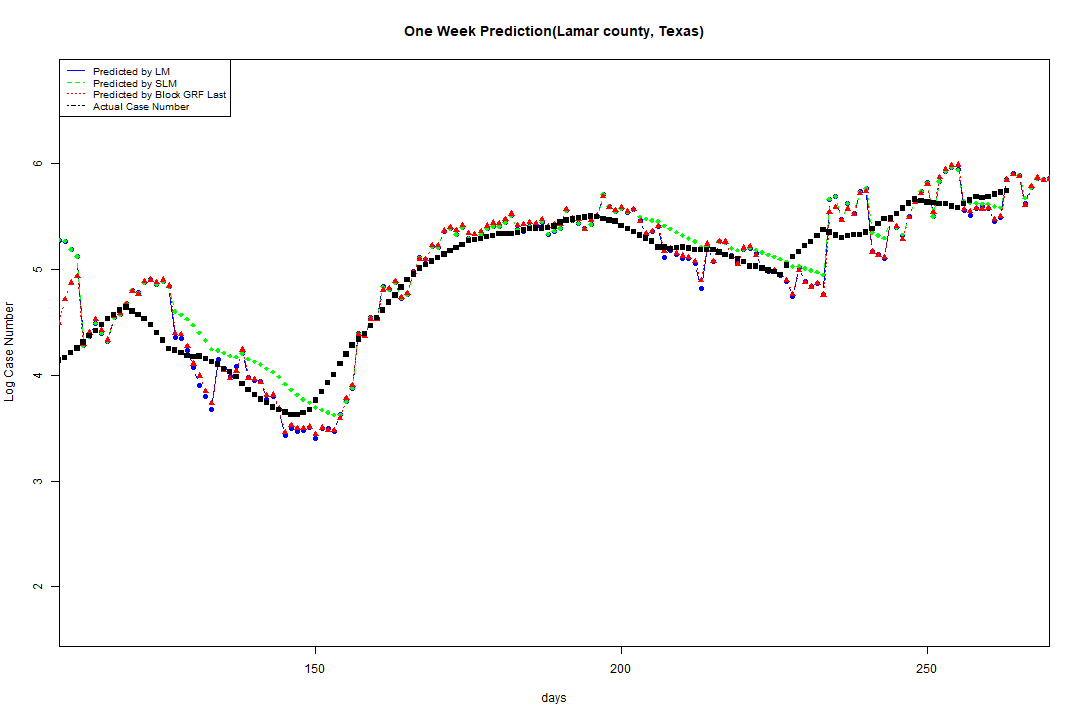 One Week Prediction(Lamar county, Texas)
Predicted by LM
Predicted by SLM
Predicted by Block GRF Last
Actual Case Number
6
5
4
3
2
Log Case Number
150
200
250
days